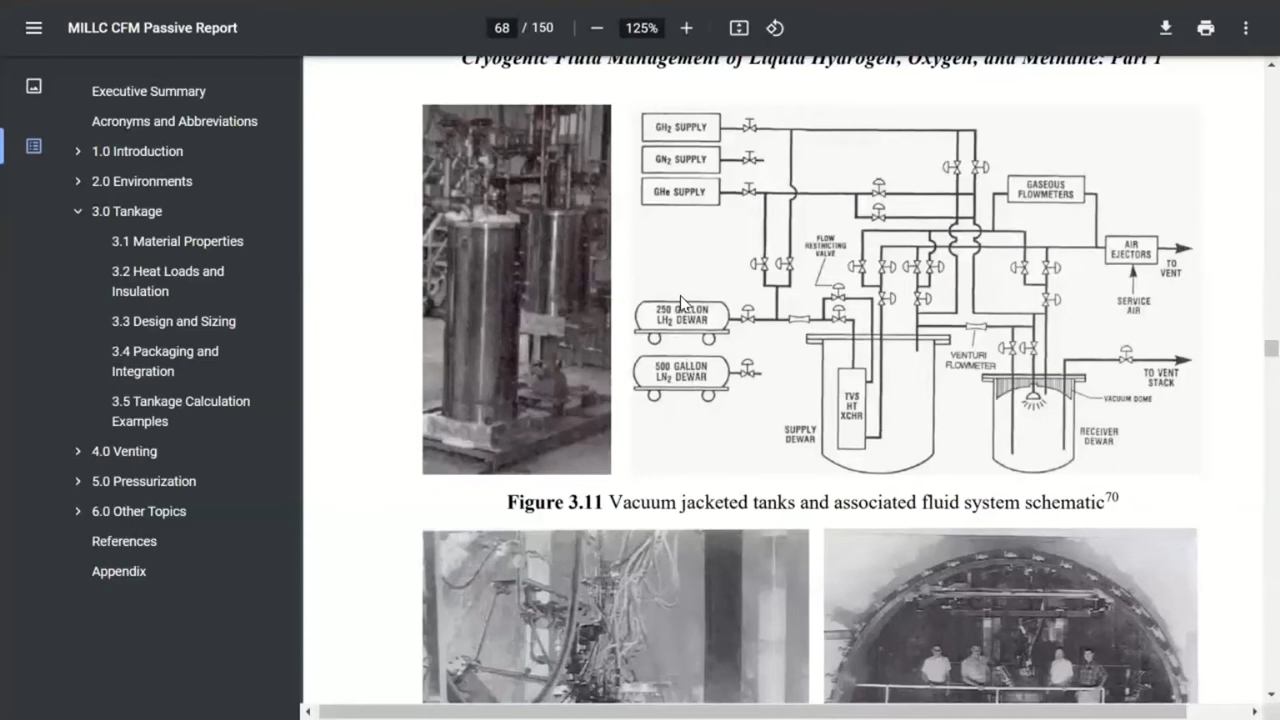 MILLC CFM Passive Report
68 / 150
125%
Executive Summary
Acronyms and Abbreviations
1.0 Introduction
2.0 Environments
3.0 Tankage
3.1 Material Properties
3.2 Heat Loads and
Insulation
3.3 Design and Sizing
3.4 Packaging and
Integration
3.5 Tankage Calculation
Examples
4.0 Venting
5.0 Pressurization
6.0 Other Topics
References
Appendix
Cryogenic Fluid Management of Liquid Hydrogen, Oxygen, and Methane: Part 1
GH2 SUPPLY
GN2 SUPPLY
GHe SUPPLY
GASEOUS
FLOWMETERS
FLOW
RESTRICTING
VALVE
AIR
EJECTORS
TO
VENT
SERVICE
AIR
250 GALLON
LH2 DEWAR
500 GALLON
LN2 DEWAR
VENTURI
FLOWMETER
TO VENT
STACK
VACUUM DOME
TVS
HT
XCHR
SUPPLY
DEWAR
RECEIVER
DEWAR
Figure 3.11 Vacuum jacketed tanks and associated fluid system schematic70